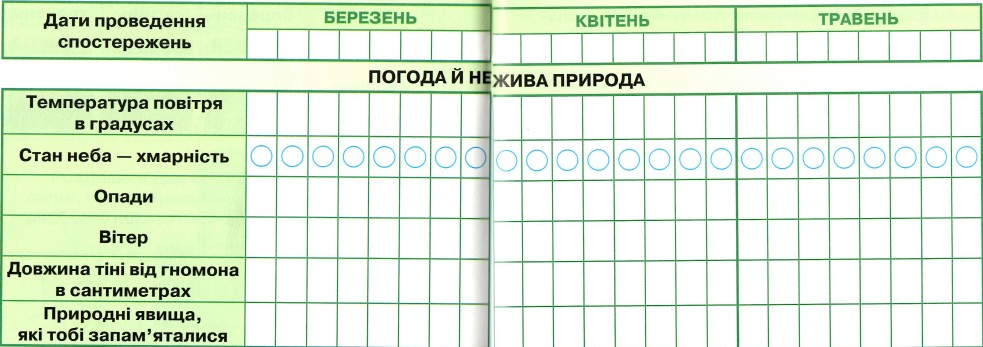 Дати проведення
спостережень
БЕРЕЗЕНЬ
КВІТЕНЬ
ТРАВЕНЬ
ПОГОДА Й НЕЖИВА ПРИРОДА
Температура повітря
в градусах
Стан неба — хмарність
Опади
Вітер
Довжина тіні від гномона
в сантиметрах
Природні явища,
які тобі запам’яталися